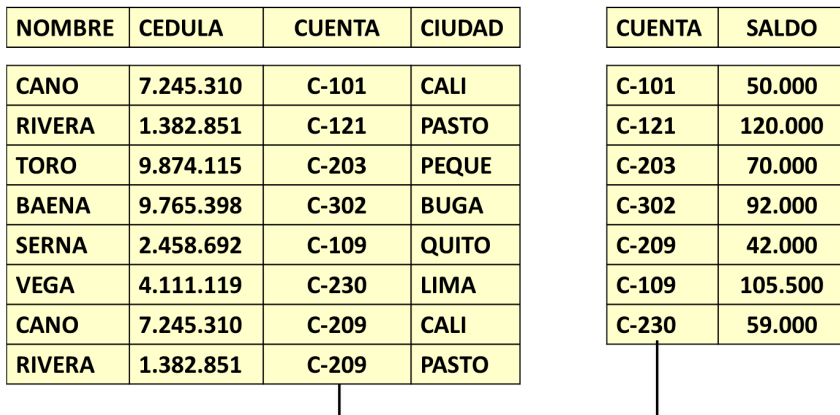 NOMBRE CEDULA CUENTA CIUDAD
CANO 7.245.310 C-101 CALI
RIVERA 1.382.851 C-121 PASTO
TORO 9.874.115 C-203 PEQUE
BAENA 9.765.398 C-302 BUGA
SERNA 2.458.692 C-109 QUITO
VEGA 4.111.119 C-230 LIMA
CANO 7.245.310 C-209 CALI
RIVERA 1.382.851 C-209 PASTO
CUENTA SALDO
C-101 50.000
C-121 120.000
C-203 70.000
C-302 92.000
C-209 42.000
C-109 105.500
C-230 59.000